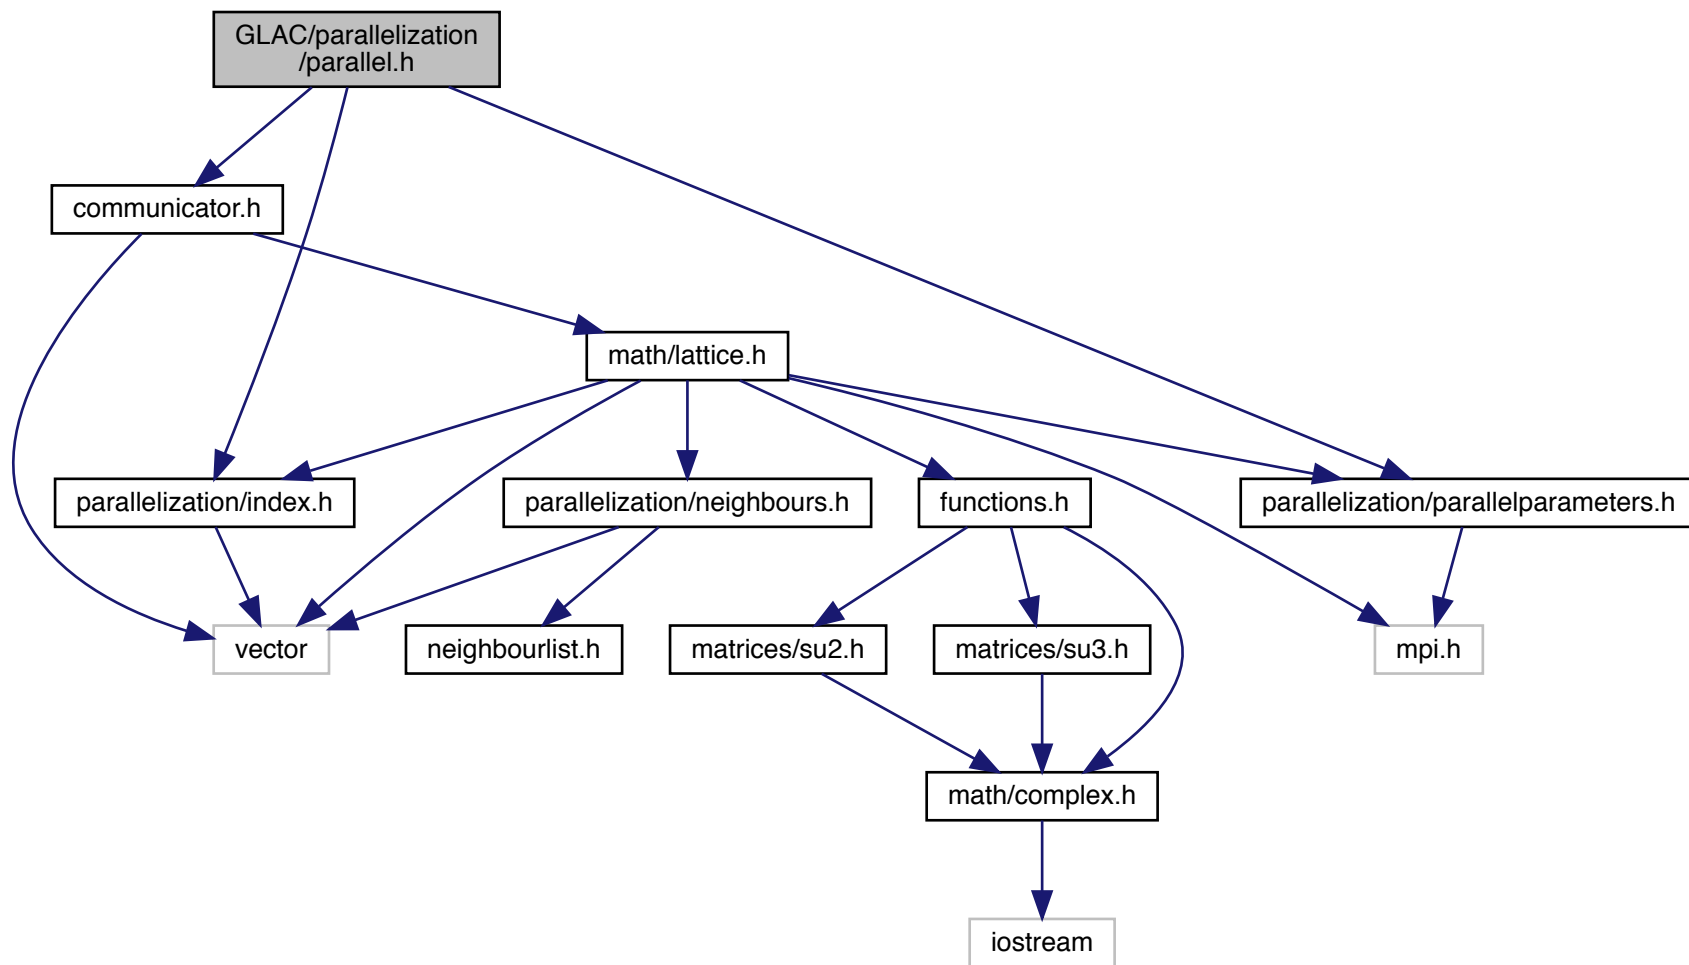 GLAC/parallelization
/parallel.h
communicator.h
math/lattice.h
parallelization/index.h
parallelization/neighbours.h
functions.h
parallelization/parallelparameters.h
vector
neighbourlist.h
matrices/su2.h
matrices/su3.h
mpi.h
math/complex.h
iostream